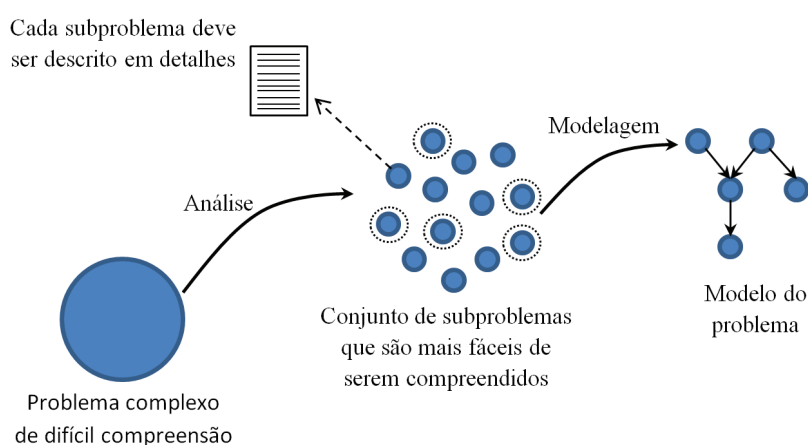 Cada subproblema deve
ser descrito em detalhes
Análise
Modelagem
Problema complexo
de difícil compreensão
Conjunto de subproblemas
que são mais fáceis de
serem compreendidos
Modelo do
problema